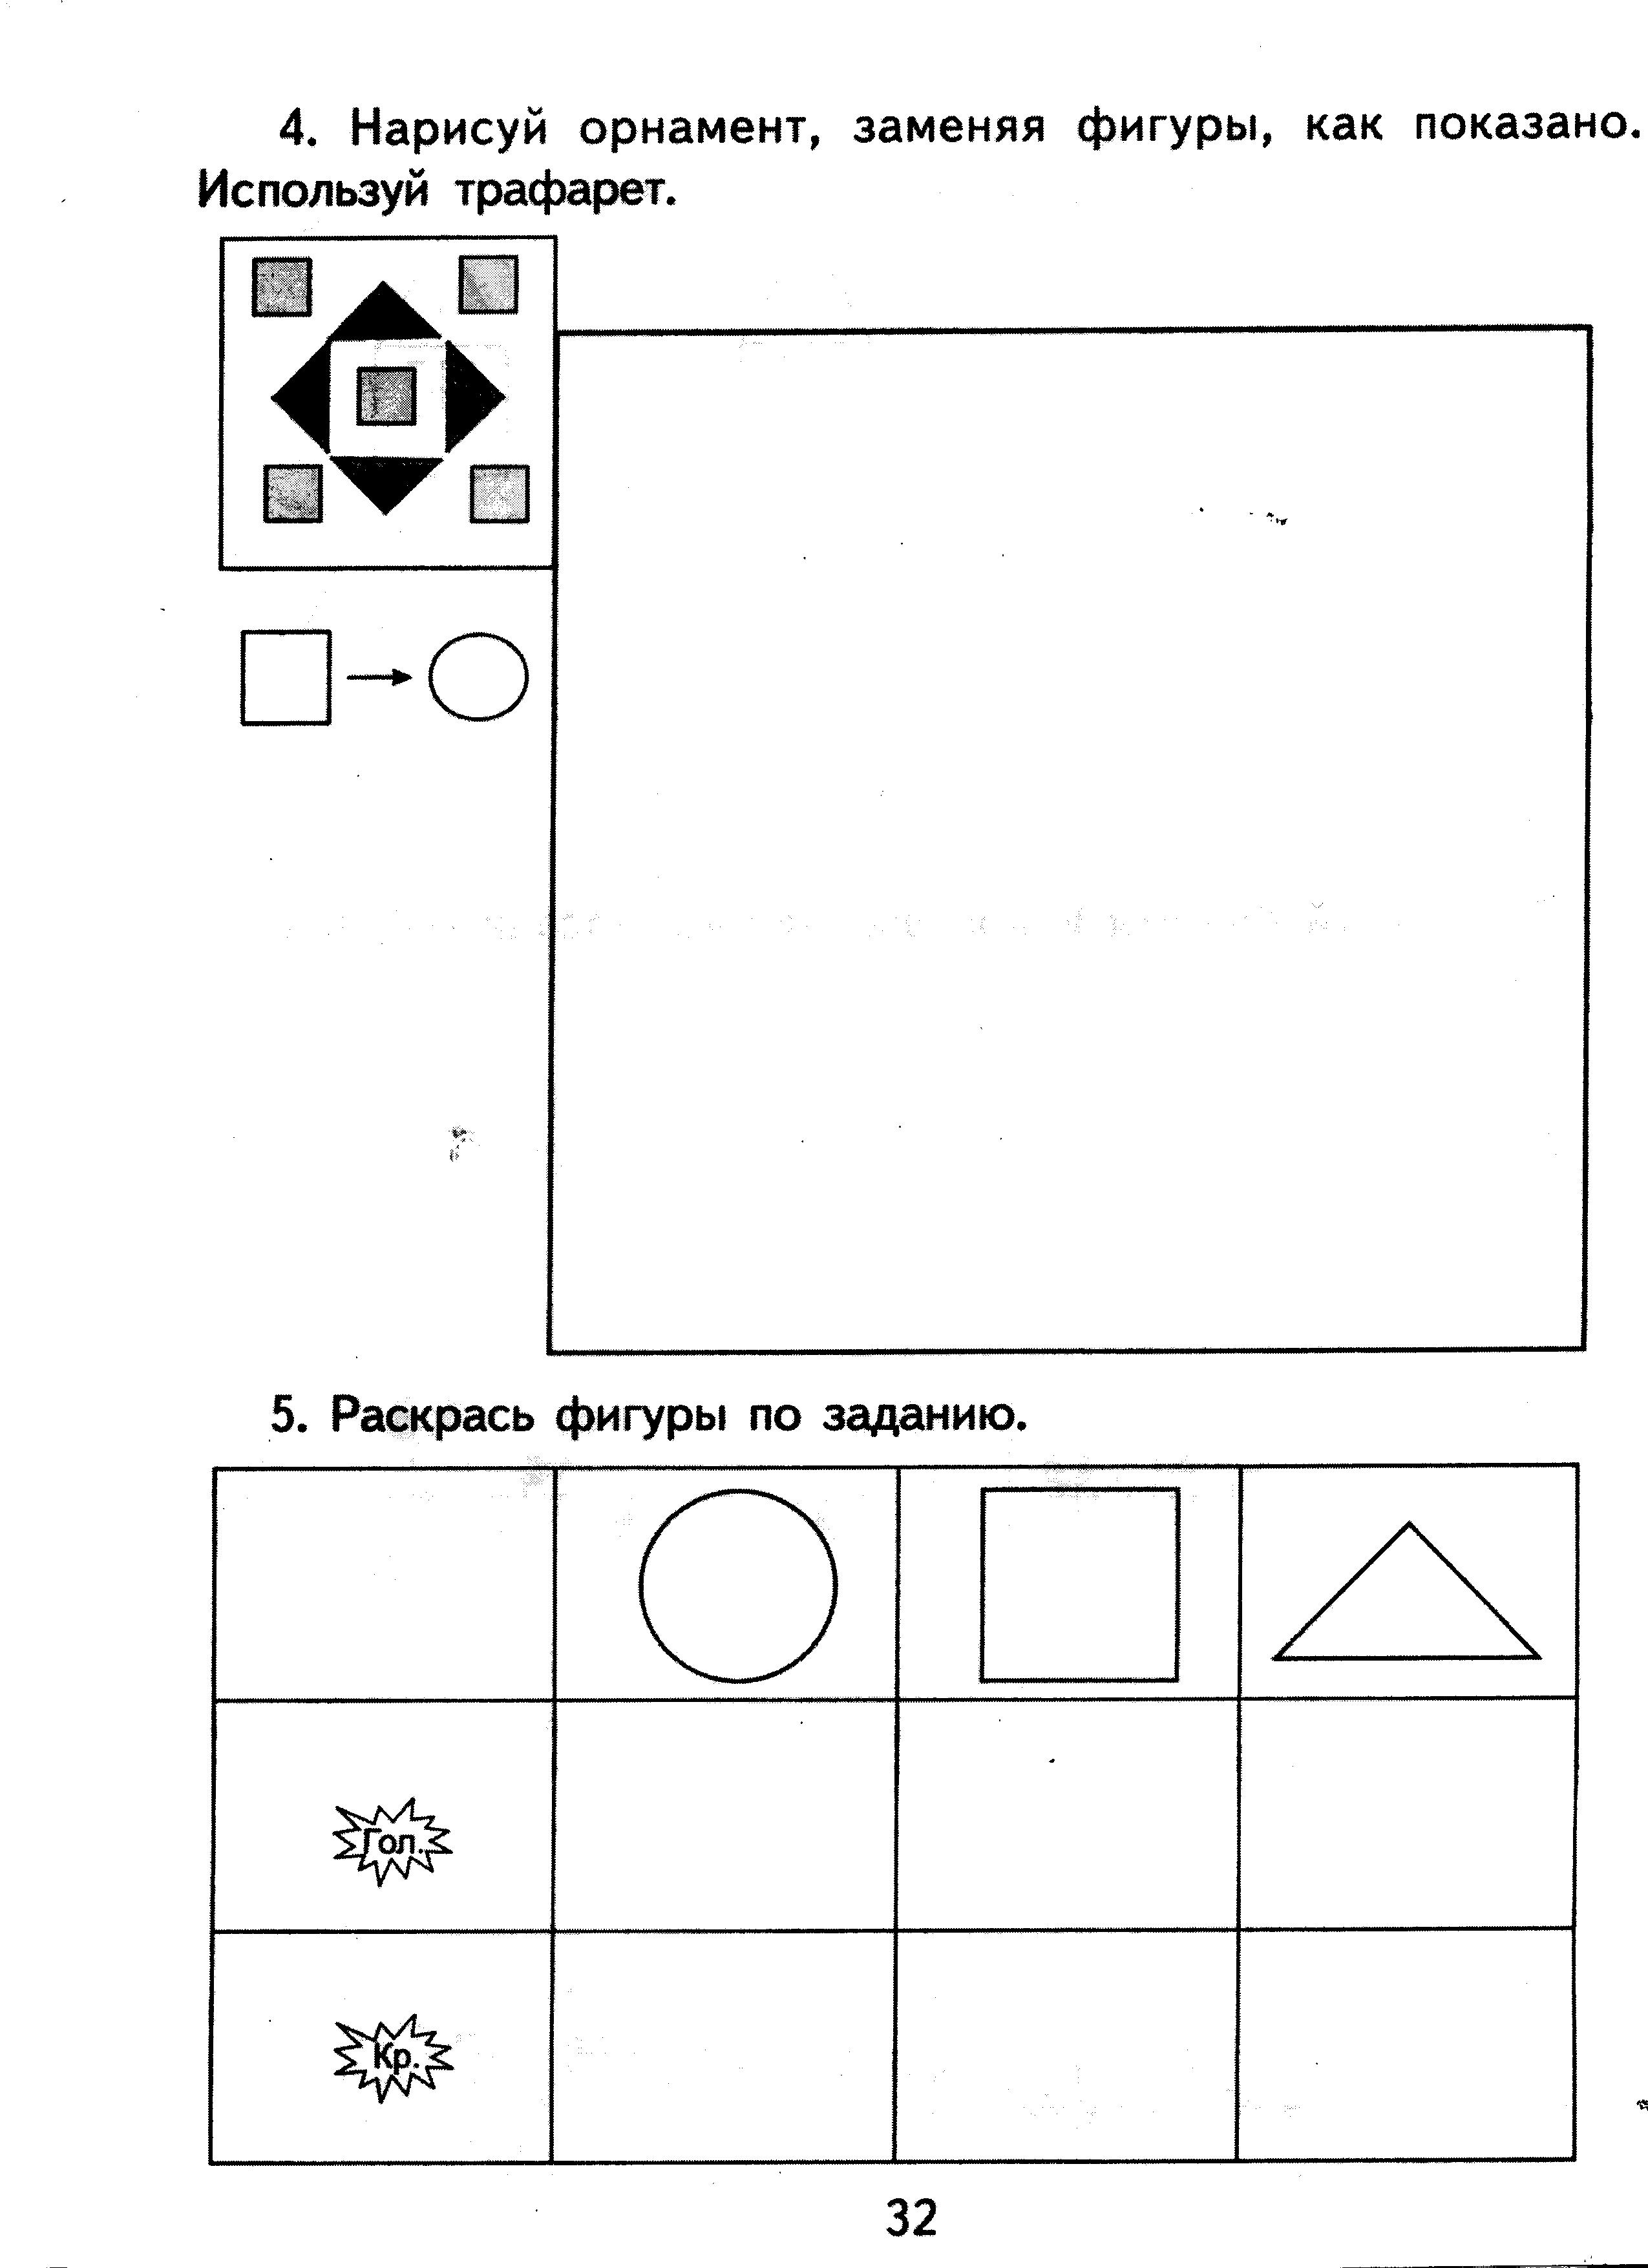 4. Нарисуй орнамент, заменяя фигуры, как показано.
Используй трафарет.
5. Раскрась фигуры по заданию.
Гол.
Кр.
32